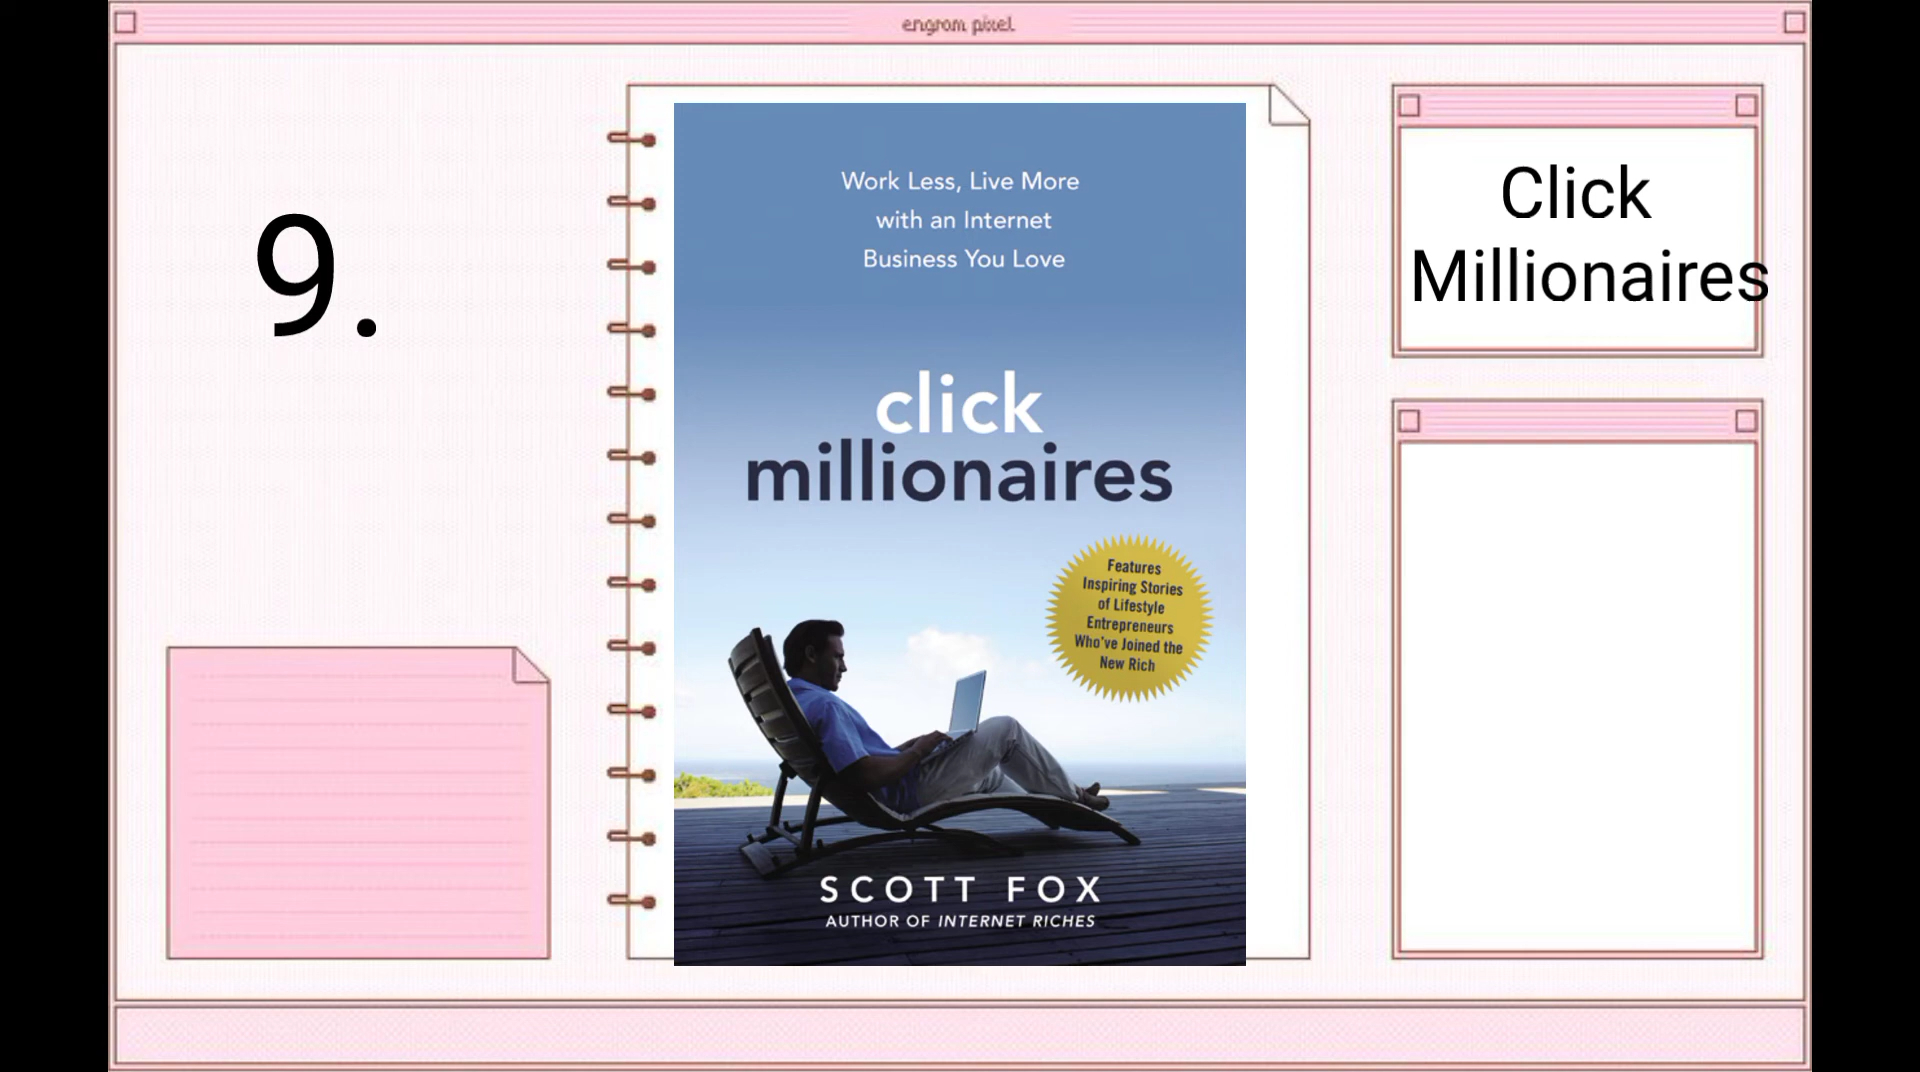 engram pixel
9.
Work Less, Live More
with an Internet
Business You Love
click
millionaires
Features
Inspiring Stories
of Lifestyle
Entrepreneurs
Who've Joined the
New Rich
SCOTT FOX
AUTHOR OF INTERNET RICHES
Click
Millionaires